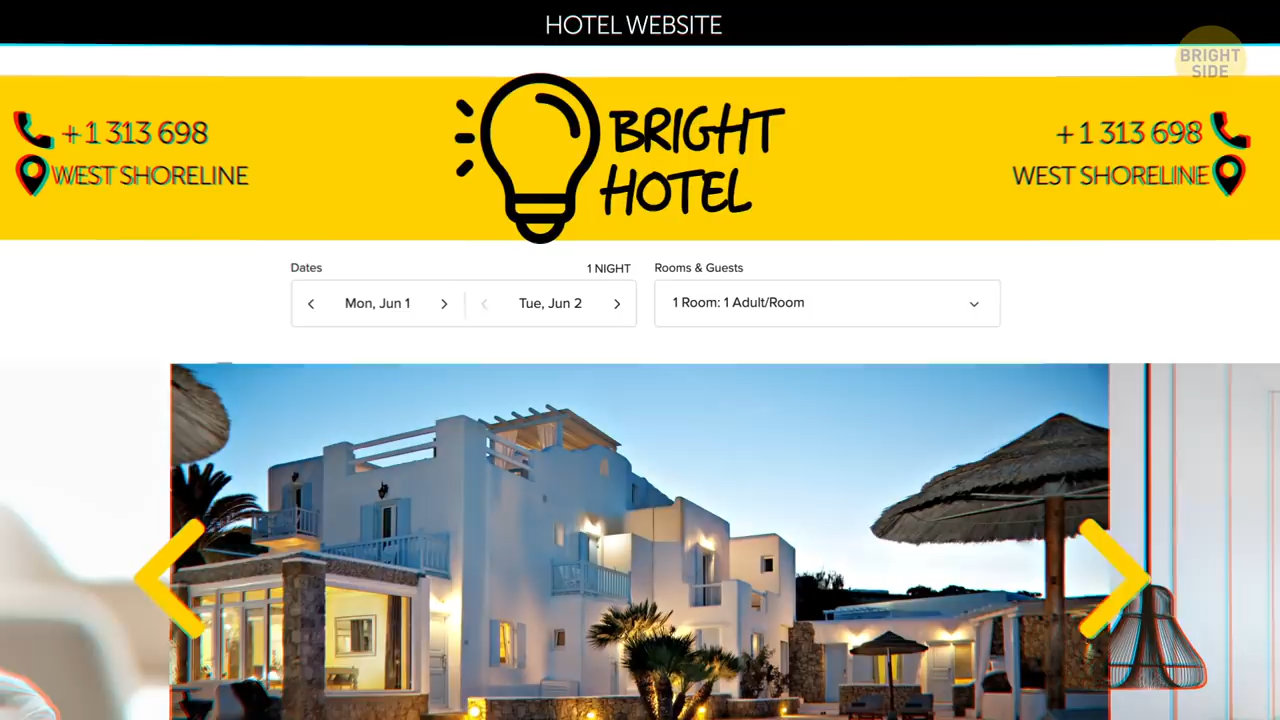 HOTEL WEBSITE
BRIGHT
SIDE
+1 313 698
WEST SHORELINE
BRIGHT
HOTEL
+1 313 698
WEST SHORELINE
Dates
1 NIGHT
Rooms & Guests
Mon, Jun 1
Tue, Jun 2
1 Room: 1 Adult/Room